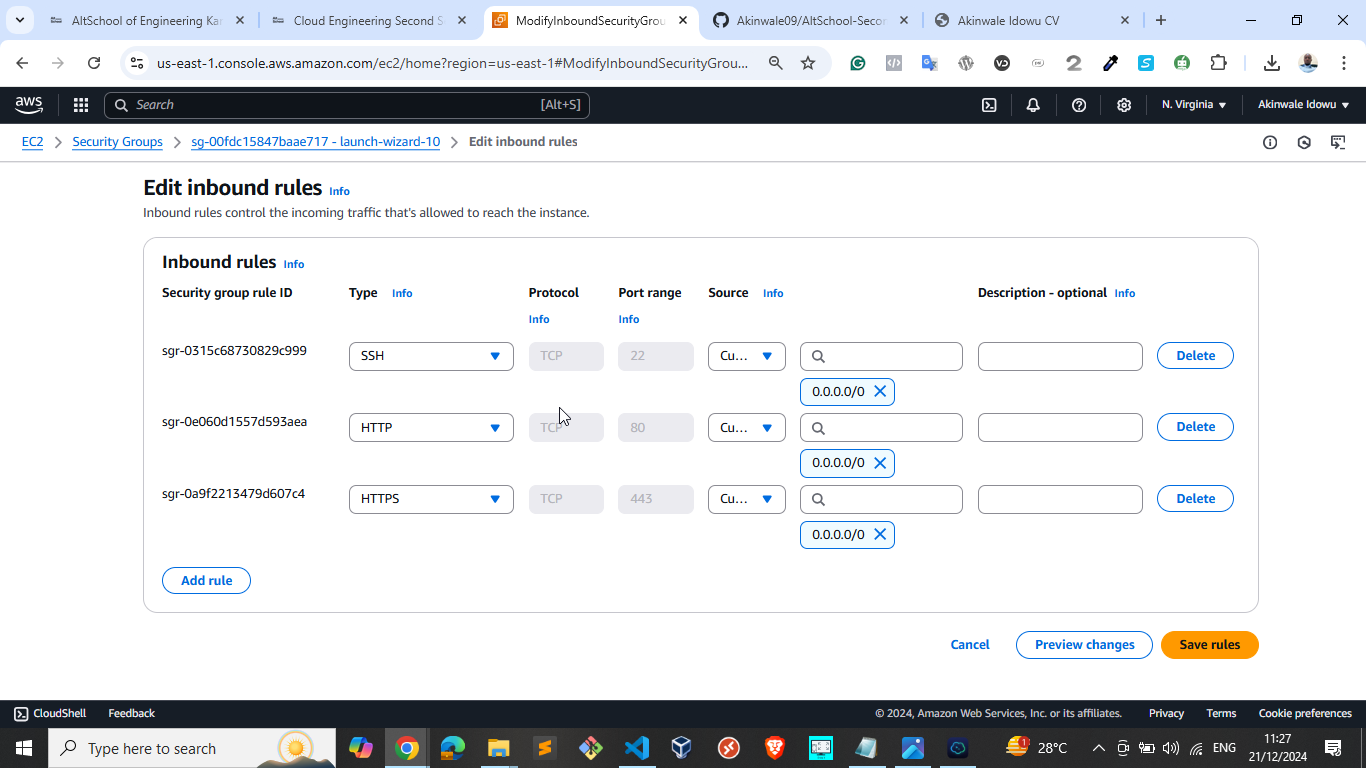 AltSchool of Engineering Kar
Cloud Engineering Second S
ModifyInboundSecurityGrou
Akinwale09/AltSchool-Secon
Akinwale Idowu CV
us-east-1.console.aws.amazon.com/ec2/home?region=us-east-1#ModifyInboundSecurityGrou...
aws
Search
[Alt+S]
N. Virginia
Akinwale Idowu
EC2
Security Groups
sg-00fdc15847baae717 - launch-wizard-10
Edit inbound rules
Edit inbound rules Info
Inbound rules control the incoming traffic that's allowed to reach the instance.
Inbound rules Info
Security group rule ID
Type Info
Protocol
Info
Port range
Info
Source Info
Description - optional Info
sgr-0315c68730829c999
SSH
TCP
22
Cu...
0.0.0.0/0
Delete
sgr-0e060d1557d593aea
HTTP
TCP
80
Cu...
0.0.0.0/0
Delete
sgr-0a9f2213479d607c4
HTTPS
TCP
443
Cu...
0.0.0.0/0
Delete
Add rule
Cancel
Preview changes
Save rules
CloudShell
Feedback
© 2024, Amazon Web Services, Inc. or its affiliates.
Privacy
Terms
Cookie preferences
Type here to search
28°C
ENG
11:27
21/12/2024